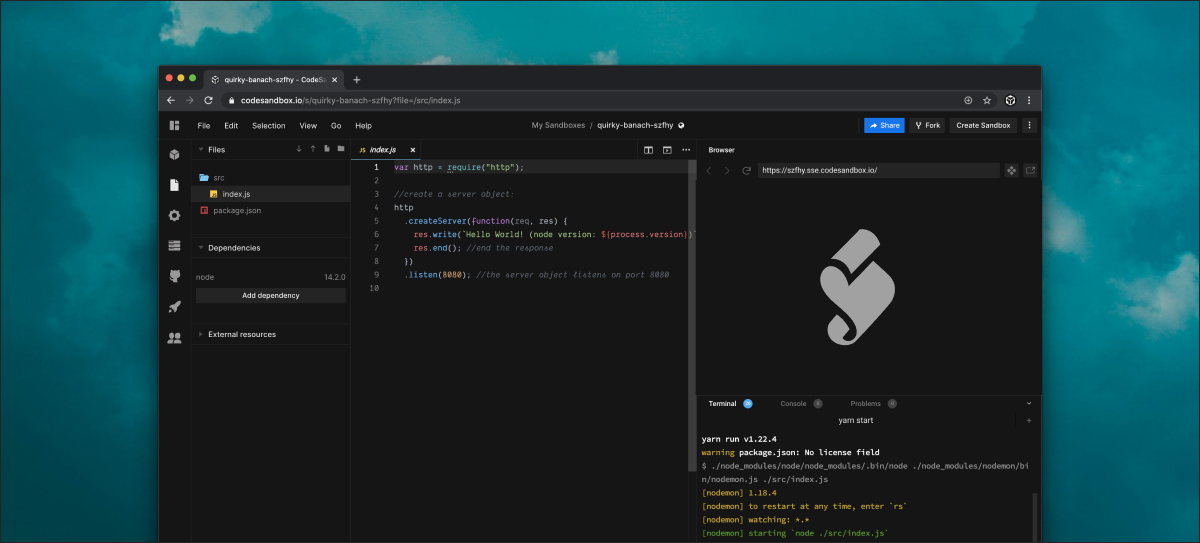 quirky-banach-szfhy - CodeSa
codesandbox.io/s/quirky-banach-szfhy?file=/src/index.js
File Edit Selection View Go Help
My Sandboxes / quirky-banach-szfhy
Share Fork Create Sandbox
Files
src
index.js
package.json
Dependencies
node 14.2.0
Add dependency
External resources
JS index.js
1 var http = require("http");
2
3 //create a server object:
4 http
5 .createServer(function(req, res) {
6 res.write(`Hello World! (node version: ${process.version})`
7 res.end(); //end the response
8 })
9 .listen(8080); //the server object listens on port 8080
10
Browser
https://szfhy.sse.codesandbox.io/
Terminal Console 0 Problems 0
yarn start
yarn run v1.22.4
warning package.json: No license field
$ ./node_modules/node/node_modules/.bin/node ./node_modules/nodemon/bi
n/nodemon.js ./src/index.js
[nodemon] 1.18.4
[nodemon] to restart at any time, enter `rs`
[nodemon] watching: *.*
[nodemon] starting `node ./src/index.js`